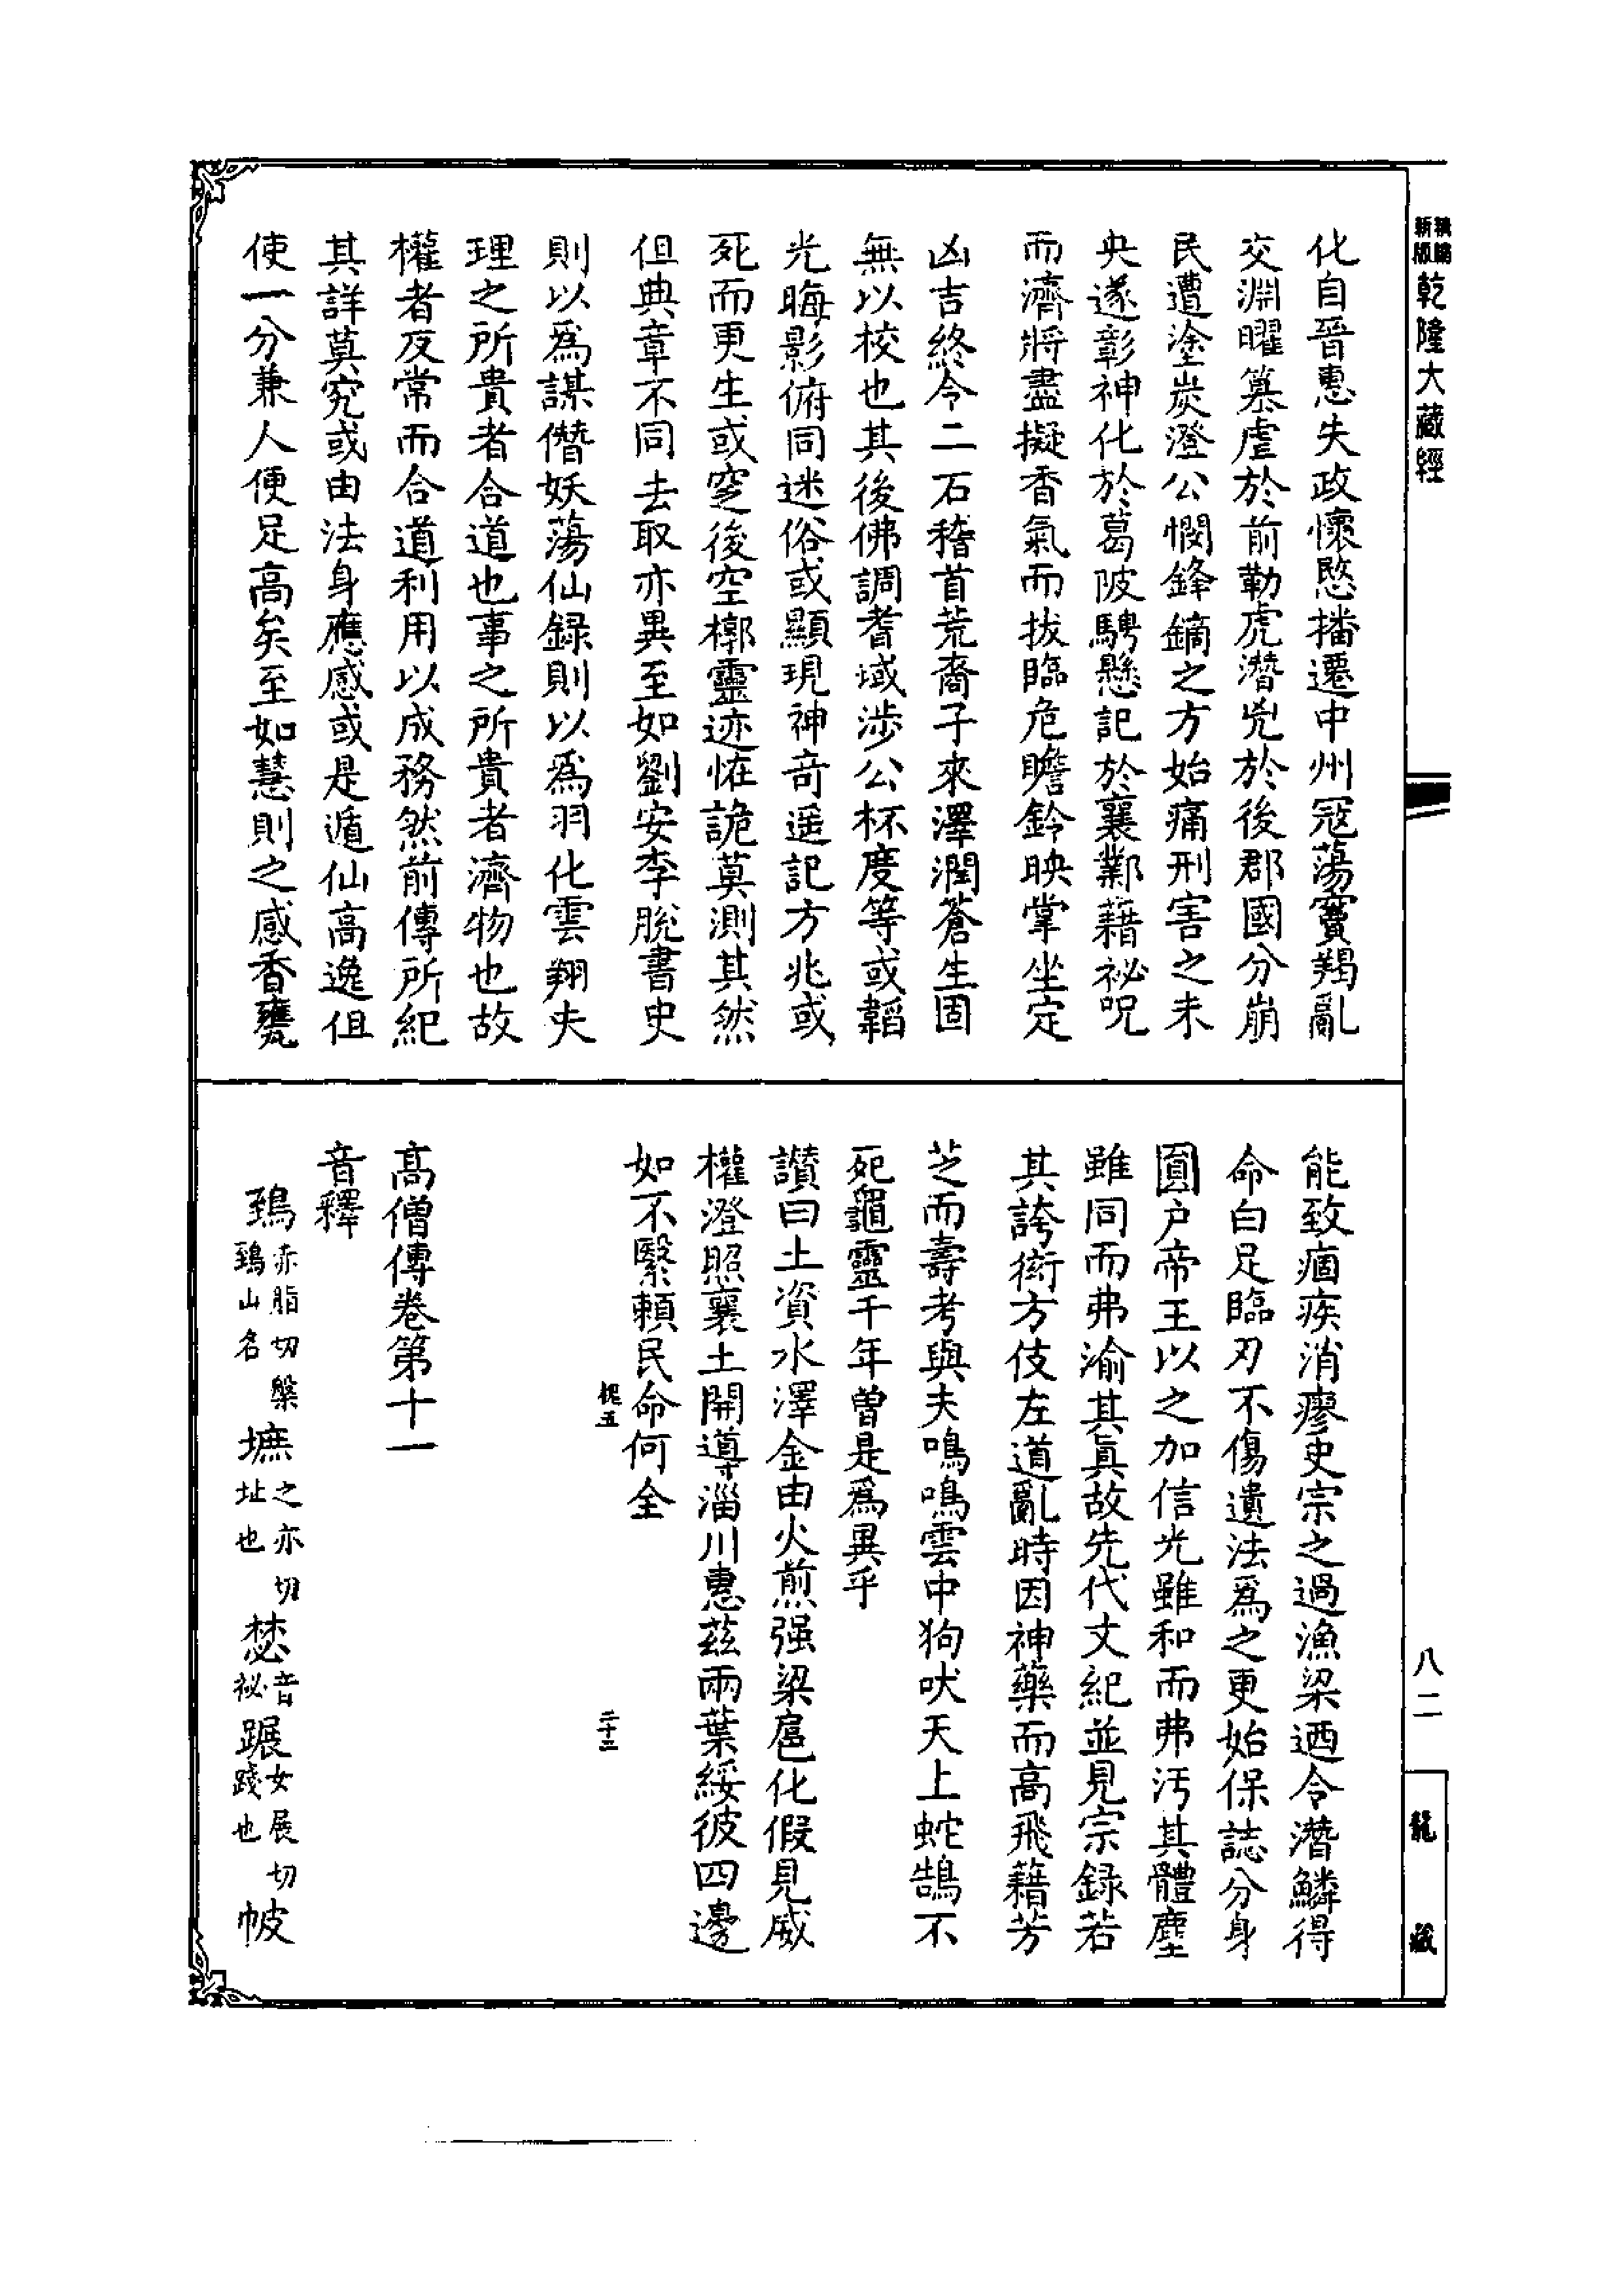 新版
精編
乾隆大藏經
化自晉惠失政懷愍播遷中州寇蕩竇羯亂
交淵曜篡虐於前勒虎潛兇於後郡國分崩
民遭塗炭澄公憫鋒鏑之方始痛刑害之未
央遂彰神化於葛陂騁懸記於襄鄴藉祕呪
而濟將盡擬香氣而拔臨危瞻鈴映掌坐定
凶吉終令二石稽首荒裔子來澤潤蒼生固
無以校也其後佛調耆域涉公杯度等或韜
光晦影俯同迷俗或顯現神奇遥記方兆或
死而更生或窆後空槨靈迹恠詭莫測其然
但典章不同去取亦異至如劉安李脫書史
則以爲謀僭妖蕩仙録則以爲羽化雲翔夫
理之所貴者合道也事之所貴者濟物也故
權者反常而合道利用以成務然前傳所紀
其詳莫究或由法身應感或是遁仙高逸但
使一分兼人便足高矣至如慧則之感香甕
能致痼疾消瘳史宗之過漁梁迺令潛鱗得
命白足臨刃不傷遺法爲之更始保誌分身
圓户帝王以之加信光雖和而弗汚其體塵
雖同而弗渝其眞故先代文紀並見宗録若
其誇衒方伎左道亂時因神藥而高飛藉芳
芝而壽考與夫鳴鳴雲中狗吠天上蛇鵠不
死龜靈千年曾是爲異乎
讚曰土資水澤金由火煎强梁扈化假見威
權澄照襄土開導淄川惠茲兩葉綏彼四邊
如不繄賴民命何全
二十三
高僧傳卷第十一
音釋
鵄赤脂切槃鵄山名 墌之亦切址也 楚音祕 蹍女展切踐也 帔
八二
龍藏